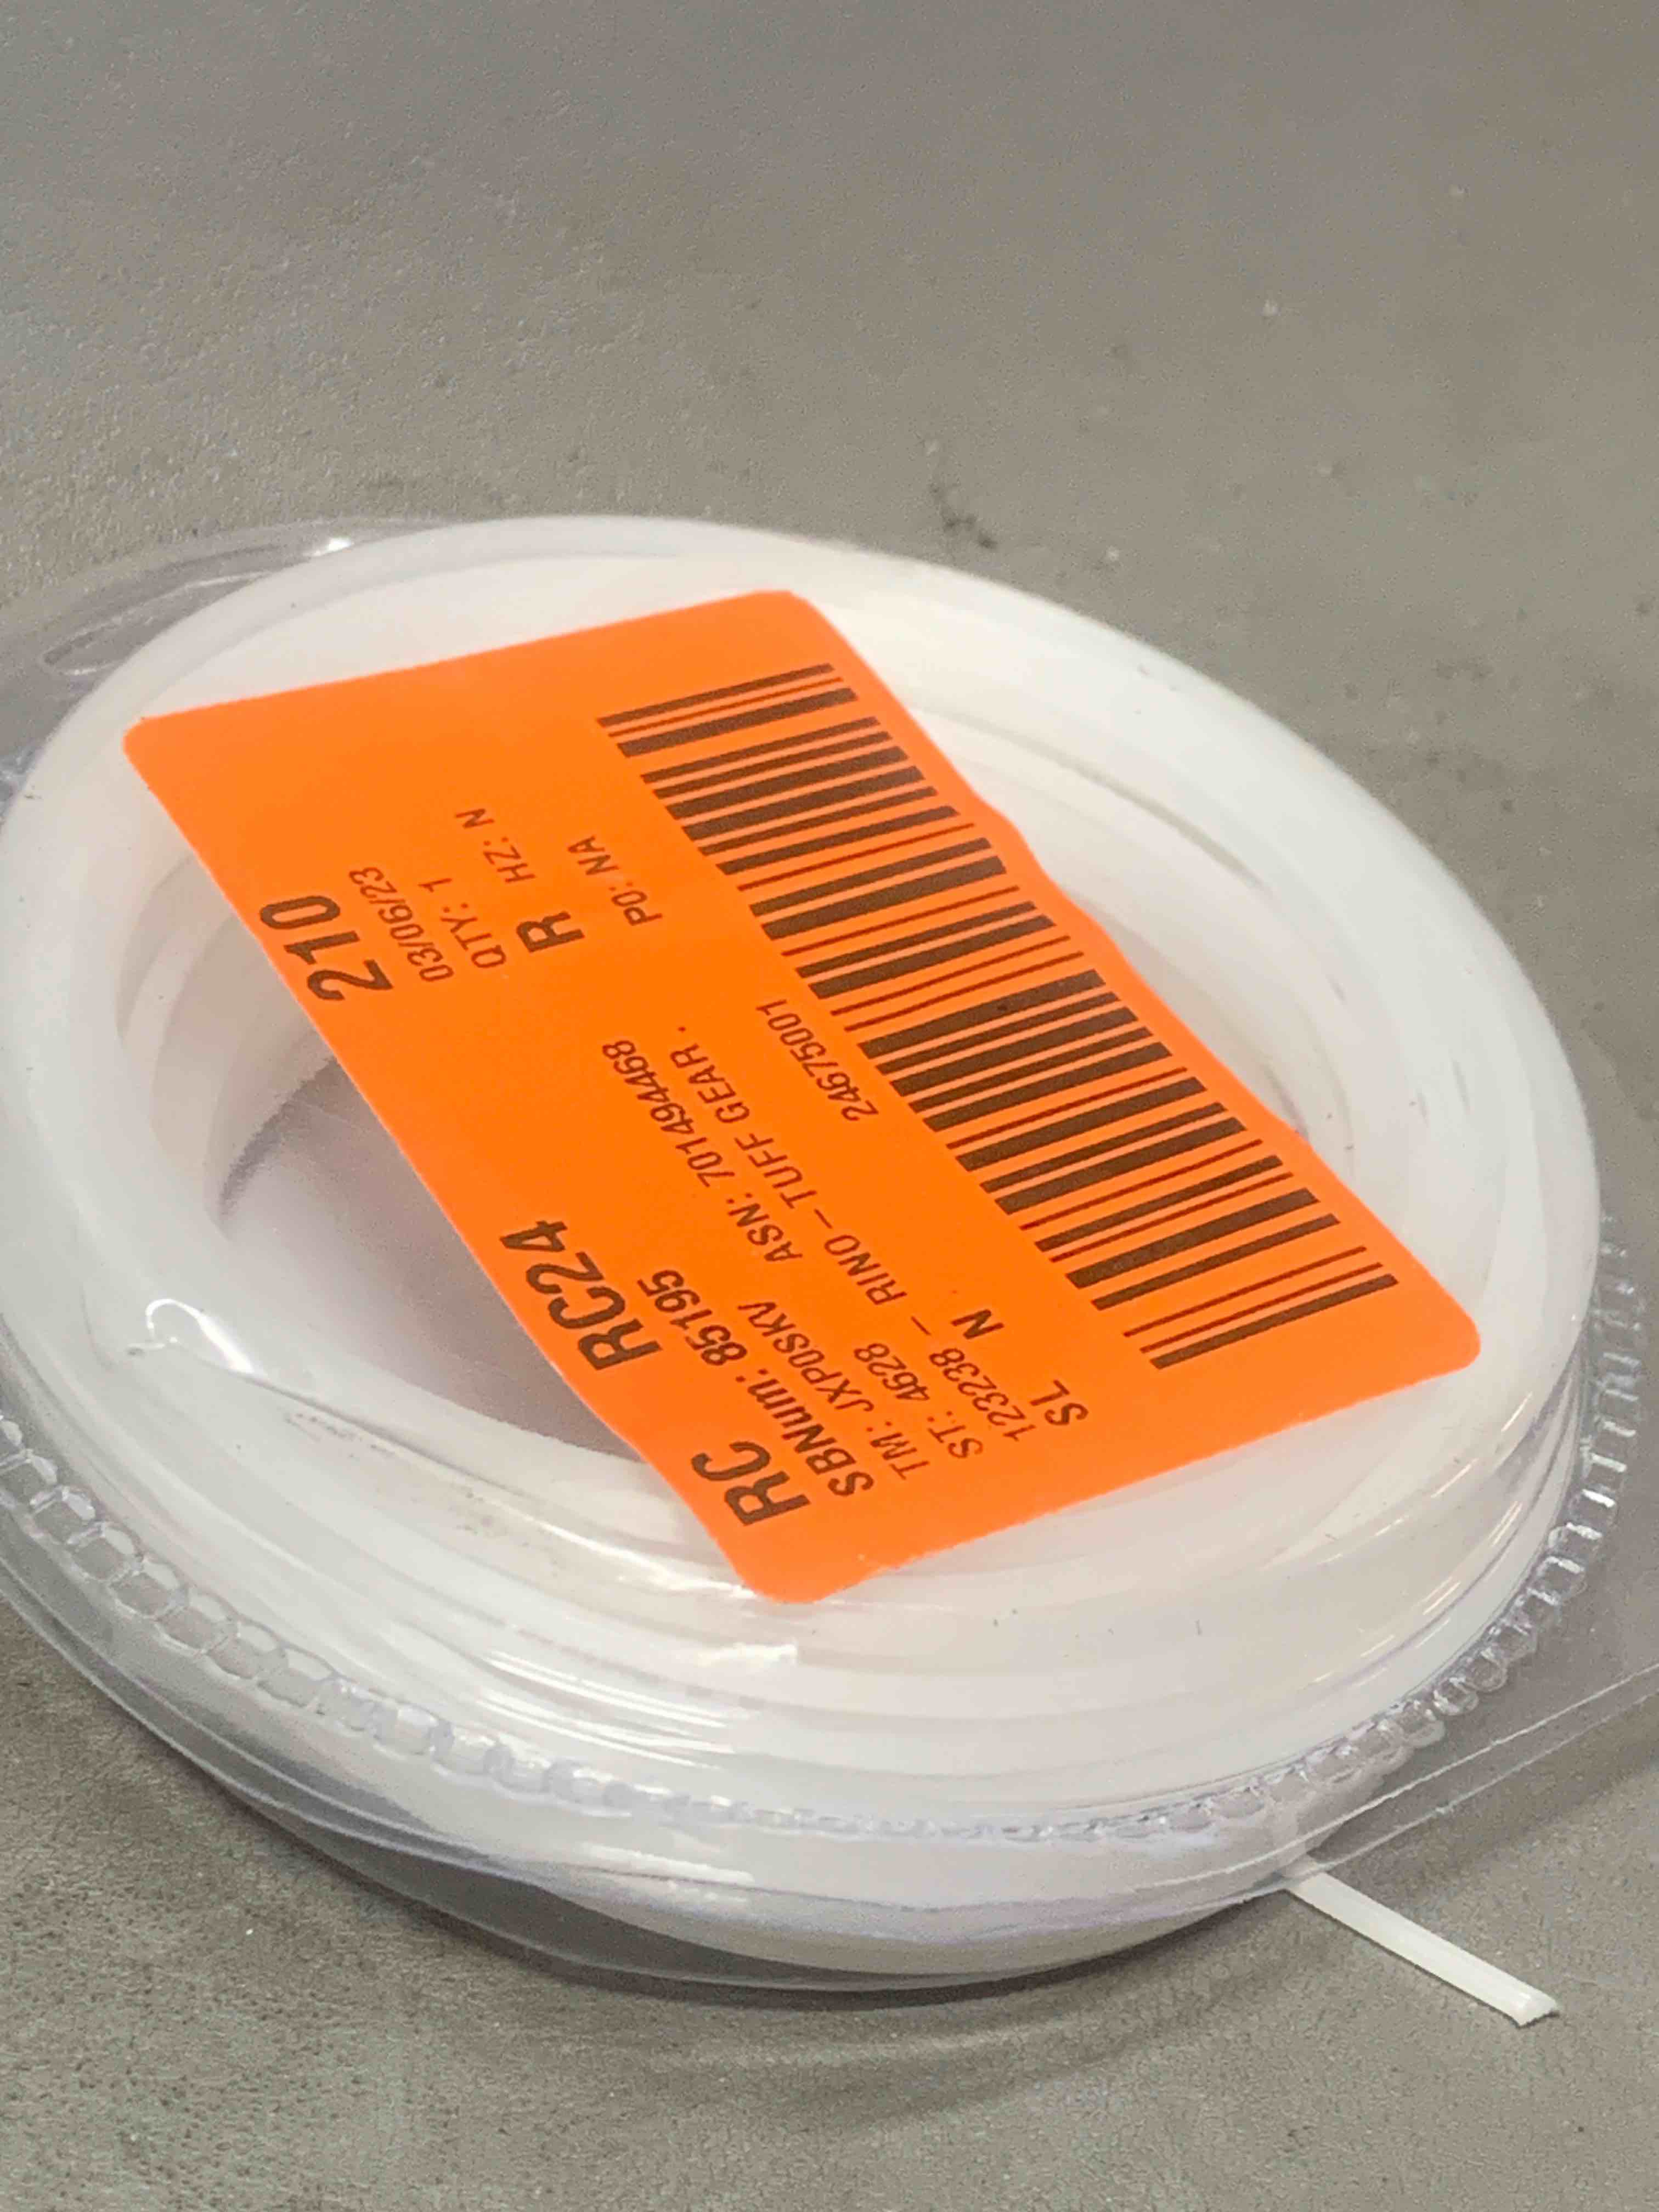 RC RC24 210
SBNum: 85195 03/06/23
QTY: 1
TM: JXP0SKV ASN: 7014944468 R HZ: N
ST.: 4628 – RINO – TUFF GEAR. PO: NA
123238 – N 24675001
SL